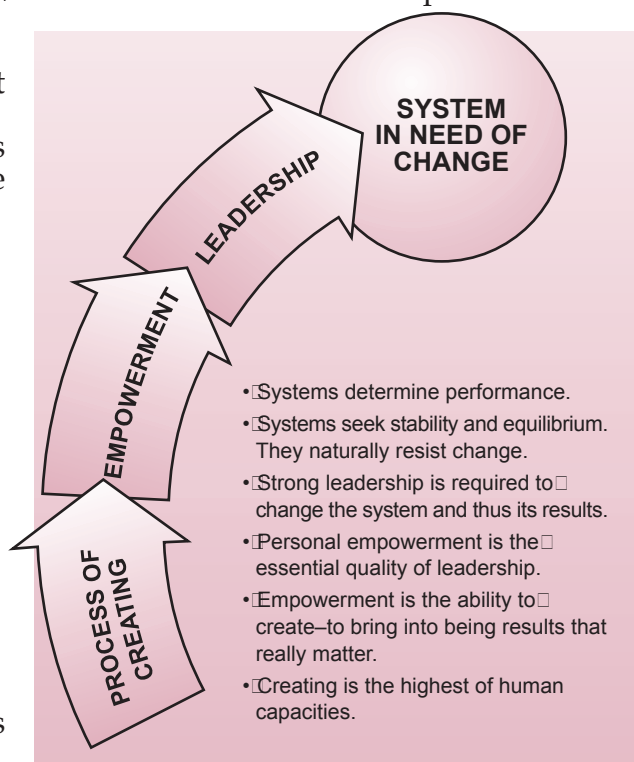 SYSTEM
IN NEED OF
CHANGE
LEADERSHIP
EMPOWERMENT
PROCESS OF
CREATING
• Systems determine performance.
• Systems seek stability and equilibrium.
They naturally resist change.
• Strong leadership is required to
change the system and thus its results.
• Personal empowerment is the
essential quality of leadership.
• Empowerment is the ability to
create–to bring into being results that
really matter.
• Creating is the highest of human
capacities.